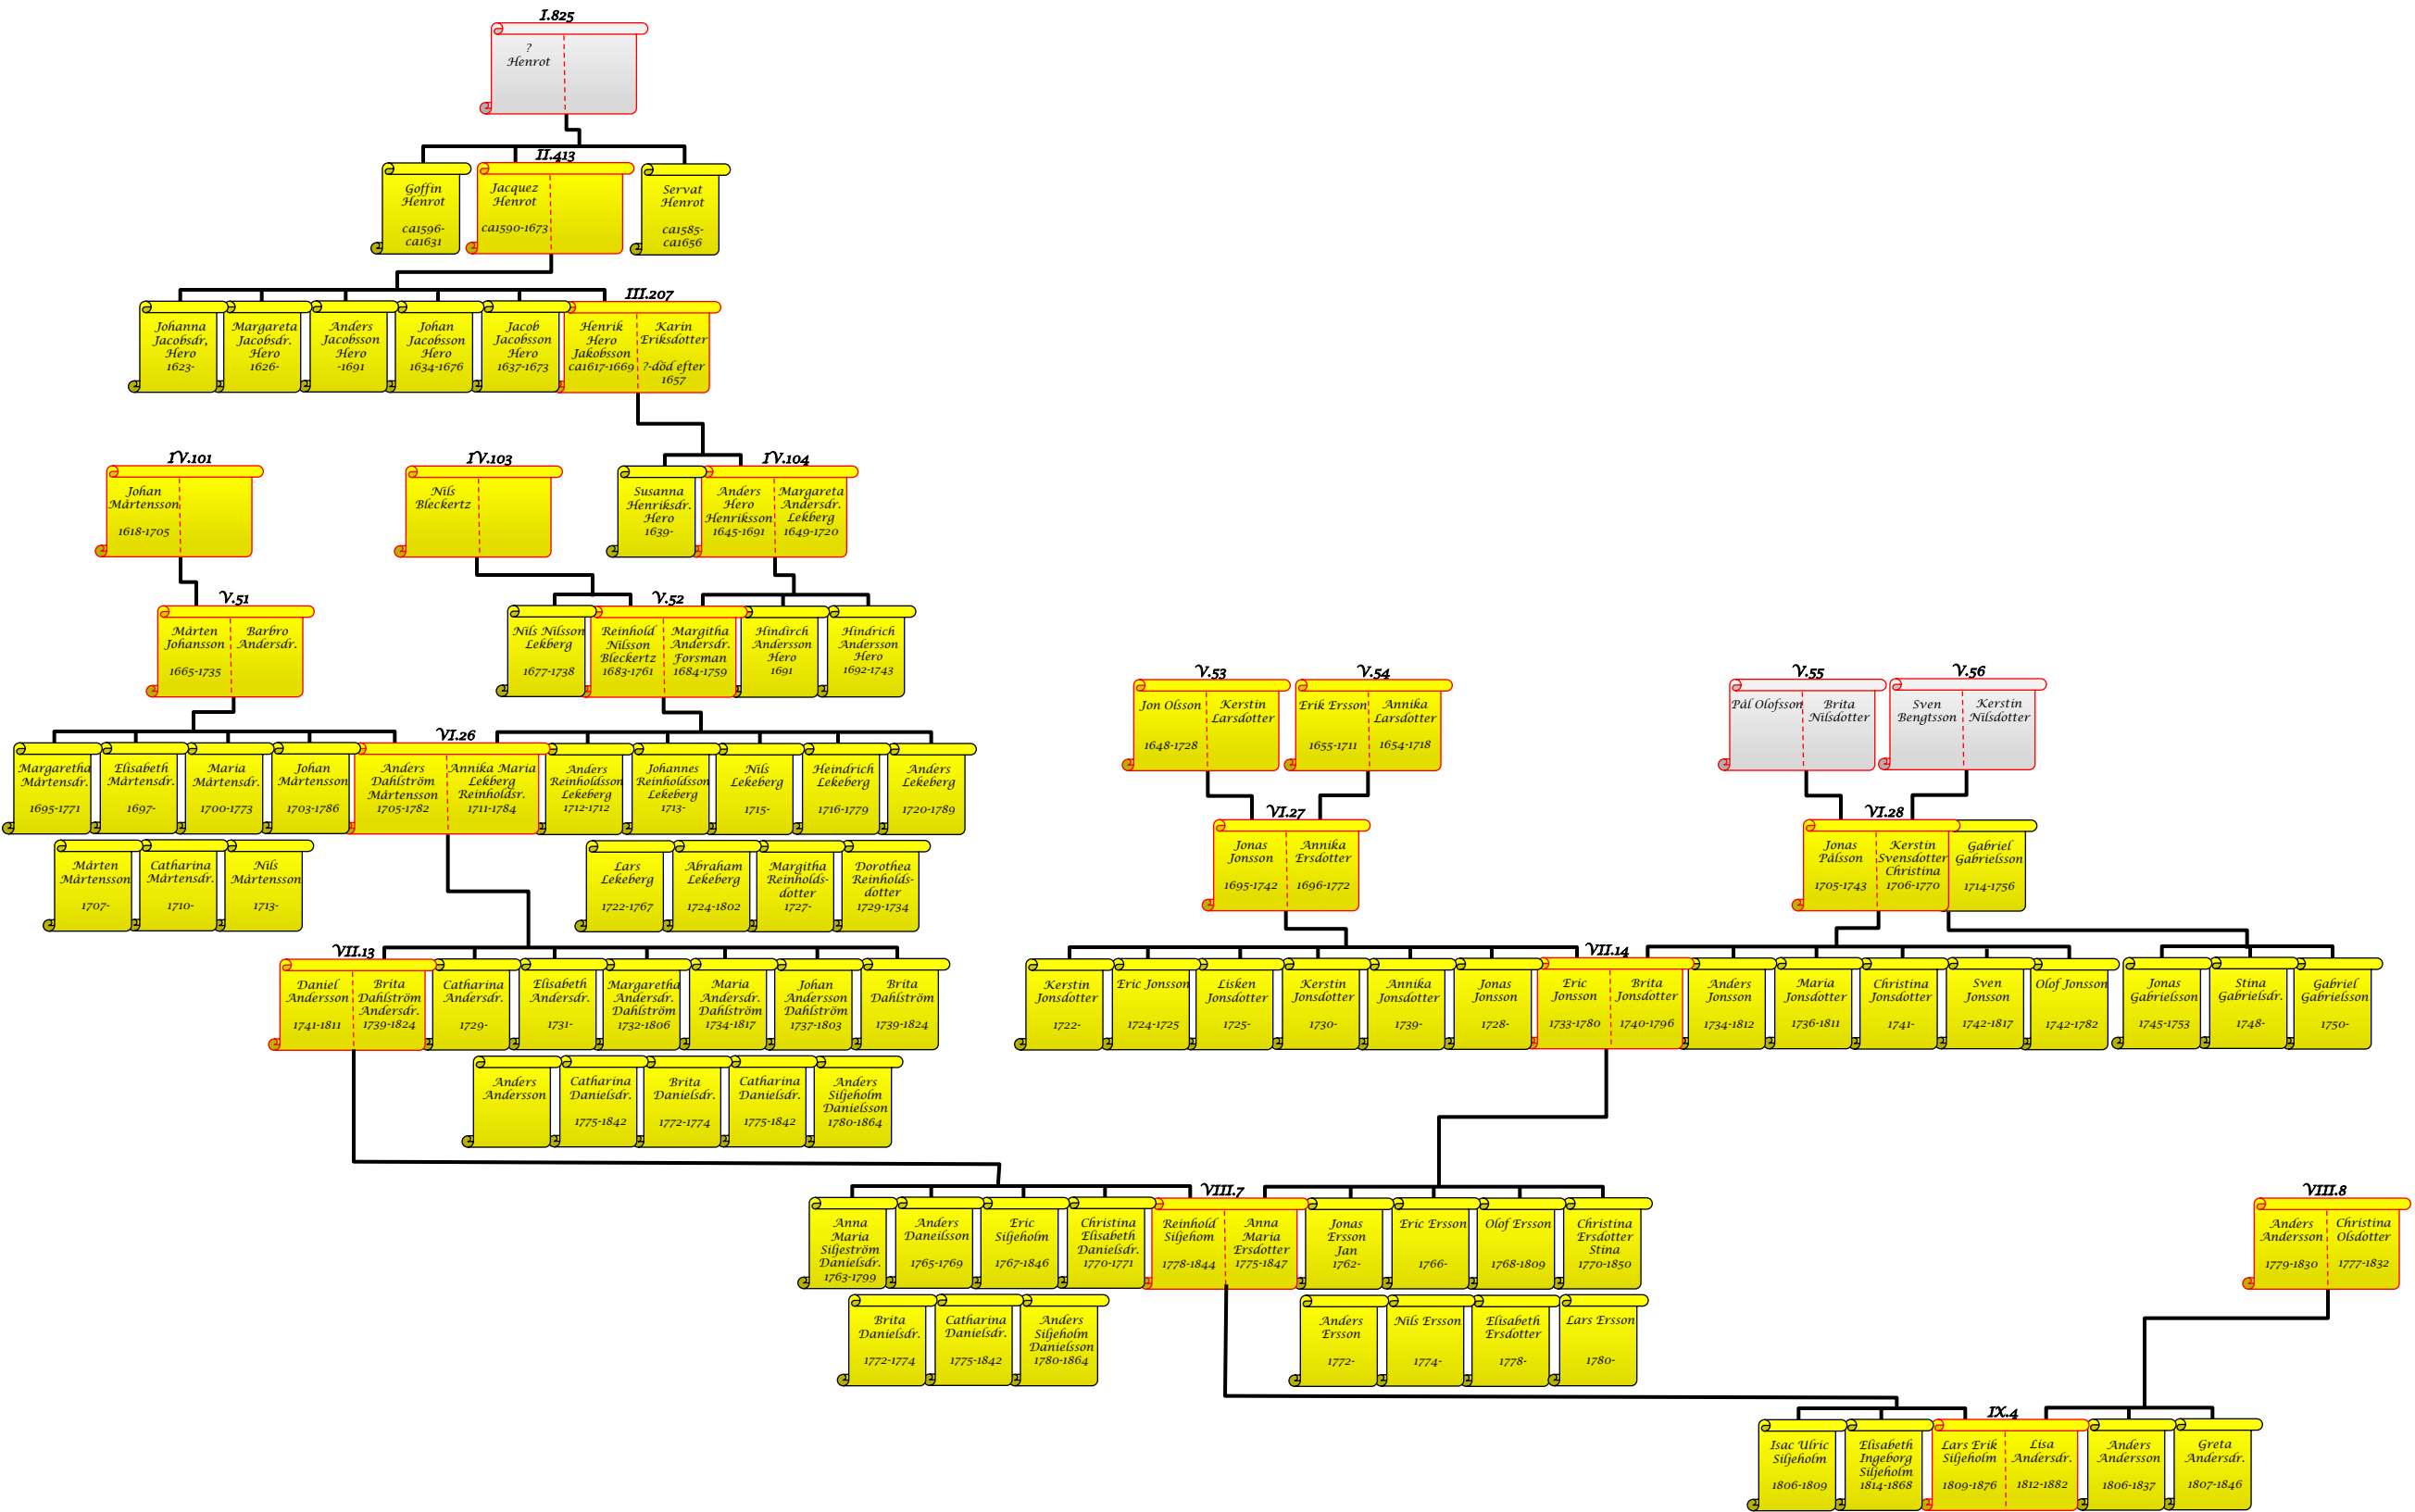 I.825
?
Henrot
II.413
Goffin
Henrot
ca1596-
ca1631
Jacquez
Henrot
ca1590-1673
Servat
Henrot
ca1585-
ca1656
III.207
Johanna
Jacobsdr,
Hero
1623-
Margareta
Jacobsdr.
Hero
1626-
Anders
Jacobsson
Hero
-1691
Johan
Jacobsson
Hero
1634-1676
Jacob
Jacobsson
Hero
1637-1673
Henrik
Hero
Jakobsson
ca1617-1669
Karin
Eriksdotter
?-död efter
1657
IV.101
Johan
Mårtensson
1618-1705
IV.103
Nils
Bleckertz
IV.104
Susanna
Henriksdr.
Hero
1639-
Anders
Hero
Henriksson
1645-1691
Margareta
Andersdr.
Lekberg
1649-1720
V.51
Mårten
Johansson
1665-1735
Barbro
Andersdr.
V.52
Nils Nilsson
Lekberg
1677-1738
Reinhold
Nilsson
Bleckertz
1683-1761
Margitha
Andersdr.
Forsman
1684-1759
Hindirch
Andersson
Hero
1691
Hindrich
Andersson
Hero
1692-1743
V.53
Jon Olsson
1648-1728
Kerstin
Larsdotter
V.54
Erik Ersson
1655-1711
Annika
Larsdotter
1654-1718
V.55
Pål Olofsson
Brita
Nilsdotter
V.56
Sven
Bengtsson
Kerstin
Nilsdotter
VI.26
Margaretha
Mårtensdr.
1695-1771
Elisabeth
Mårtensdr.
1697-
Maria
Mårtensdr.
1700-1773
Johan
Mårtensson
1703-1786
Anders
Dahlström
Mårtensson
1705-1782
Annika Maria
Lekberg
Reinholdsr.
1711-1784
Anders
Reinholdsson
Lekeberg
1712-1712
Johannes
Reinholdsson
Lekeberg
1713-
Nils
Lekeberg
1715-
Heindrich
Lekeberg
1716-1779
Anders
Lekeberg
1720-1789
Mårten
Mårtensson
1707-
Catharina
Mårtensdr.
1710-
Nils
Mårtensson
1713-
Lars
Lekeberg
1722-1767
Abraham
Lekeberg
1724-1802
Margitha
Reinholds-
dotter
1727-
Dorothea
Reinholds-
dotter
1729-1734
VI.27
Jonas
Jonsson
1695-1742
Annika
Ersdotter
1696-1772
VI.28
Jonas
Pålsson
1705-1743
Kerstin
Svensdotter
Christina
1706-1770
Gabriel
Gabrielsson
1714-1756
VII.13
Daniel
Andersson
1741-1811
Brita
Dahlström
Andersdr.
1739-1824
Catharina
Andersdr.
1729-
Elisabeth
Andersdr.
1731-
Margaretha
Andersdr.
Dahlström
1732-1806
Maria
Andersdr.
Dahlström
1734-1817
Johan
Andersson
Dahlström
1737-1803
Brita
Dahlström
1739-1824
Anders
Andersson
Catharina
Danielsdr.
1775-1842
Brita
Danielsdr.
1772-1774
Catharina
Danielsdr.
1775-1842
Anders
Siljeholm
Danielsson
1780-1864
VII.14
Kerstin
Jonsdotter
1722-
Eric Jonsson
1724-1725
Lisken
Jonsdotter
1725-
Kerstin
Jonsdotter
1730-
Annika
Jonsdotter
1739-
Jonas
Jonsson
1728-
Eric
Jonsson
1733-1780
Brita
Jonsdotter
1740-1796
Anders
Jonsson
1734-1812
Maria
Jonsdotter
1736-1811
Christina
Jonsdotter
1741-
Sven
Jonsson
1742-1817
Olof Jonsson
1742-1782
Jonas
Gabrielsson
1745-1753
Stina
Gabrielsdr.
1748-
Gabriel
Gabrielsson
1750-
VIII.7
Anna
Maria
Siljeström
Danielsdr.
1763-1799
Anders
Daneilsson
1765-1769
Eric
Siljeholm
1767-1846
Christina
Elisabeth
Danielsdr.
1770-1771
Reinhold
Siljehom
1778-1844
Anna
Maria
Ersdotter
1775-1847
Jonas
Ersson
Jan
1762-
Eric Ersson
1766-
Olof Ersson
1768-1809
Christina
Ersdotter
Stina
1770-1850
Brita
Danielsdr.
1772-1774
Catharina
Danielsdr.
1775-1842
Anders
Siljeholm
Danielsson
1780-1864
Anders
Ersson
1772-
Nils Ersson
1774-
Elisabeth
Ersdotter
1778-
Lars Ersson
1780-
VIII.8
Anders
Andersson
1779-1830
Christina
Olsdotter
1777-1832
IX.4
Isac Ulric
Siljeholm
1806-1809
Elisabeth
Ingeborg
Siljeholm
1814-1868
Lars Erik
Siljeholm
1809-1876
Lisa
Andersdr.
1812-1882
Anders
Andersson
1806-1837
Greta
Andersdr.
1807-1846